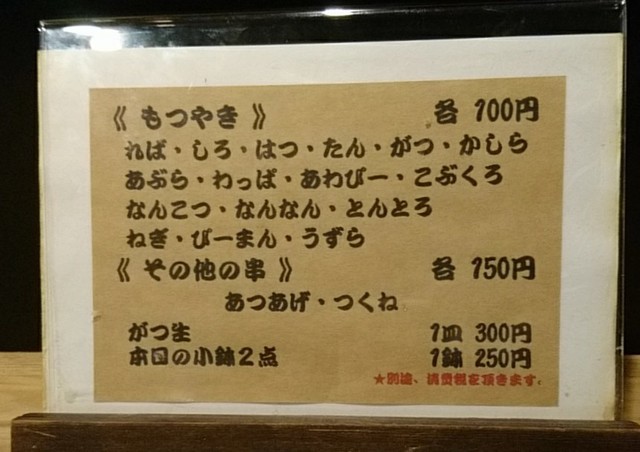 《 もつやき 》 各 100円
れば・しろ・はつ・たん・がつ・かしら
あぶら・わっぱ・あわびー・こぶくろ
なんこつ・なんなん・とんとろ
ねぎ・ぴーまん・うずら
《 その他の串 》 各 150円
あつあげ・つくね
がつ生 1皿 300円
本日の小鉢2点 1鉢 250円
★別途、消費税を頂きます。